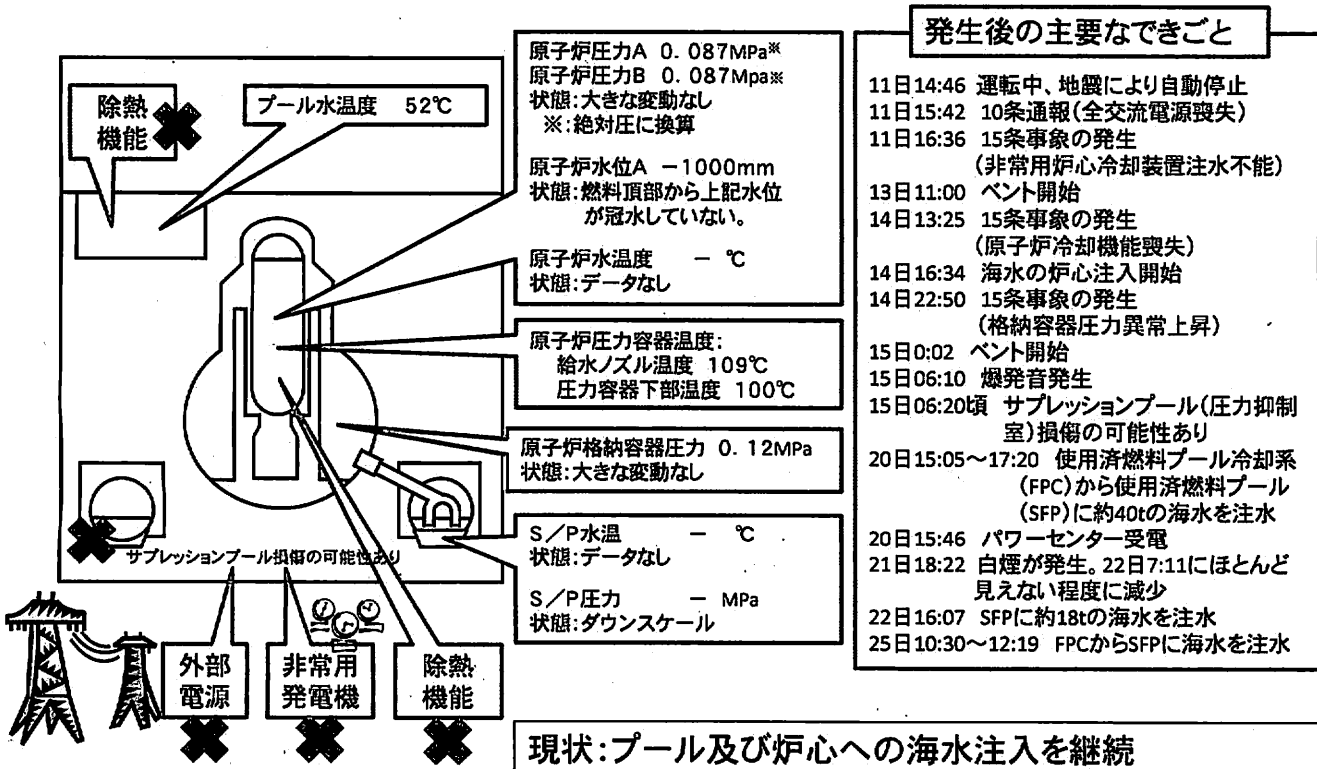 除熱
機能
プール水温度 52℃
原子炉圧力A 0.087MPa※
原子炉圧力B 0.087Mpa※
状態:大きな変動なし
※:絶対圧に換算
原子炉水位A －1000mm
状態:燃料頂部から上記水位
が冠水していない。
原子炉水温度 － ℃
状態:データなし
原子炉圧力容器温度:
給水ノズル温度 109℃
圧力容器下部温度 100℃
原子炉格納容器圧力 0.12MPa
状態:大きな変動なし
S／P水温 － ℃
状態:データなし
S／P圧力 － MPa
状態:ダウンスケール
サプレッションプール損傷の可能性あり
外部
電源
非常用
発電機
除熱
機能
発生後の主要なできごと
11日14:46 運転中、地震により自動停止
11日15:42 10条通報(全交流電源喪失)
11日16:36 15条事象の発生
(非常用炉心冷却装置注水不能)
13日11:00 ベント開始
14日13:25 15条事象の発生
(原子炉冷却機能喪失)
14日16:34 海水の炉心注入開始
14日22:50 15条事象の発生
(格納容器圧力異常上昇)
15日0:02 ベント開始
15日06:10 爆発音発生
15日06:20頃 サプレッションプール(圧力抑制
室)損傷の可能性あり
20日15:05～17:20 使用済燃料プール冷却系
(FPC)から使用済燃料プール
(SFP)に約40tの海水を注水
20日15:46 パワーセンター受電
21日18:22 白煙が発生。22日7:11にほとんど
見えない程度に減少
22日16:07 SFPに約18tの海水を注水
25日10:30～12:19 FPCからSFPに海水を注水
現状:プール及び炉心への海水注入を継続